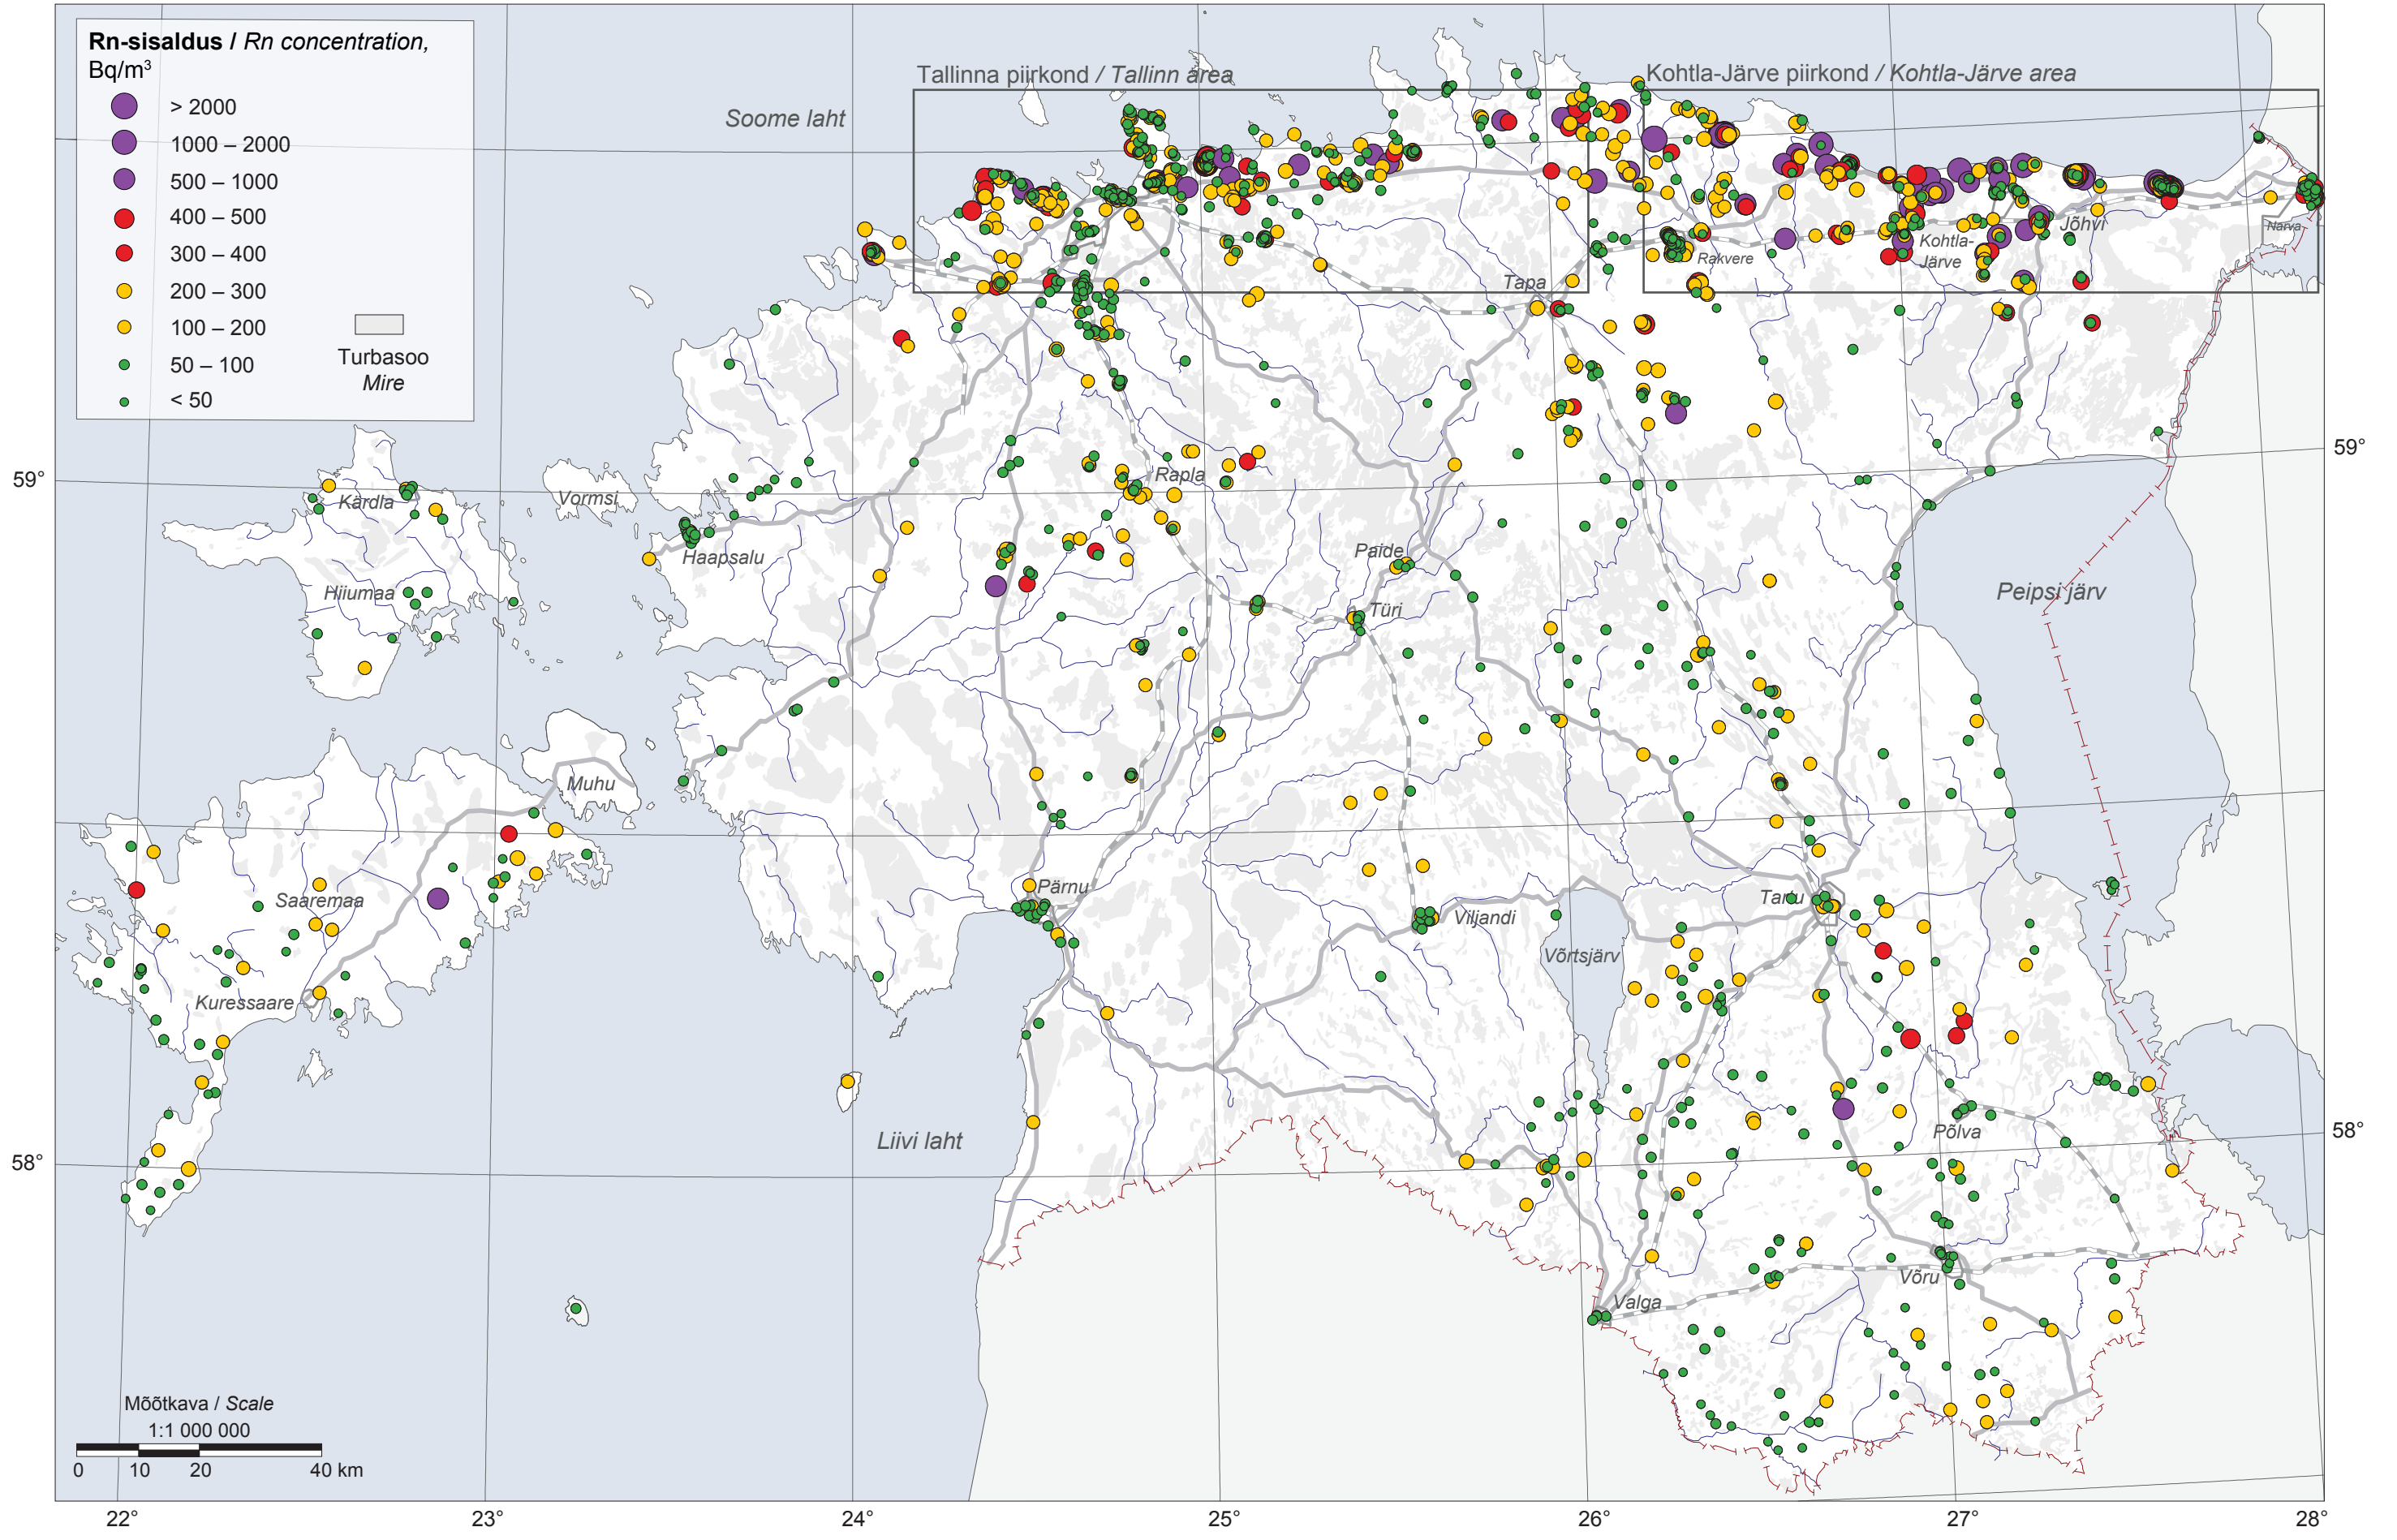 Rn-sisaldus / Rn concentration,
Bq/m³
> 2000
1000 – 2000
500 – 1000
400 – 500
300 – 400
200 – 300
100 – 200
50 – 100
< 50
Turbasoo
Mire
Tallinna piirkond / Tallinn area
Kohtla-Järve piirkond / Kohtla-Järve area
Soome laht
Jõhvi
Narva
Kohtla-
Järve
Rakvere
Tapa
59°
59°
Rapla
Kärdla
Vormsi
Haapsalu
Paide
Hiiumaa
Peipsi järv
Türi
Muhu
Pärnu
Saaremaa
Tartu
Viljandi
Võrtsjärv
Kuressaare
Liivi laht
Põlva
58°
58°
Võru
Valga
Mõõtkava / Scale
1:1 000 000
0 10 20 40 km
22° 23° 24° 25° 26° 27° 28°